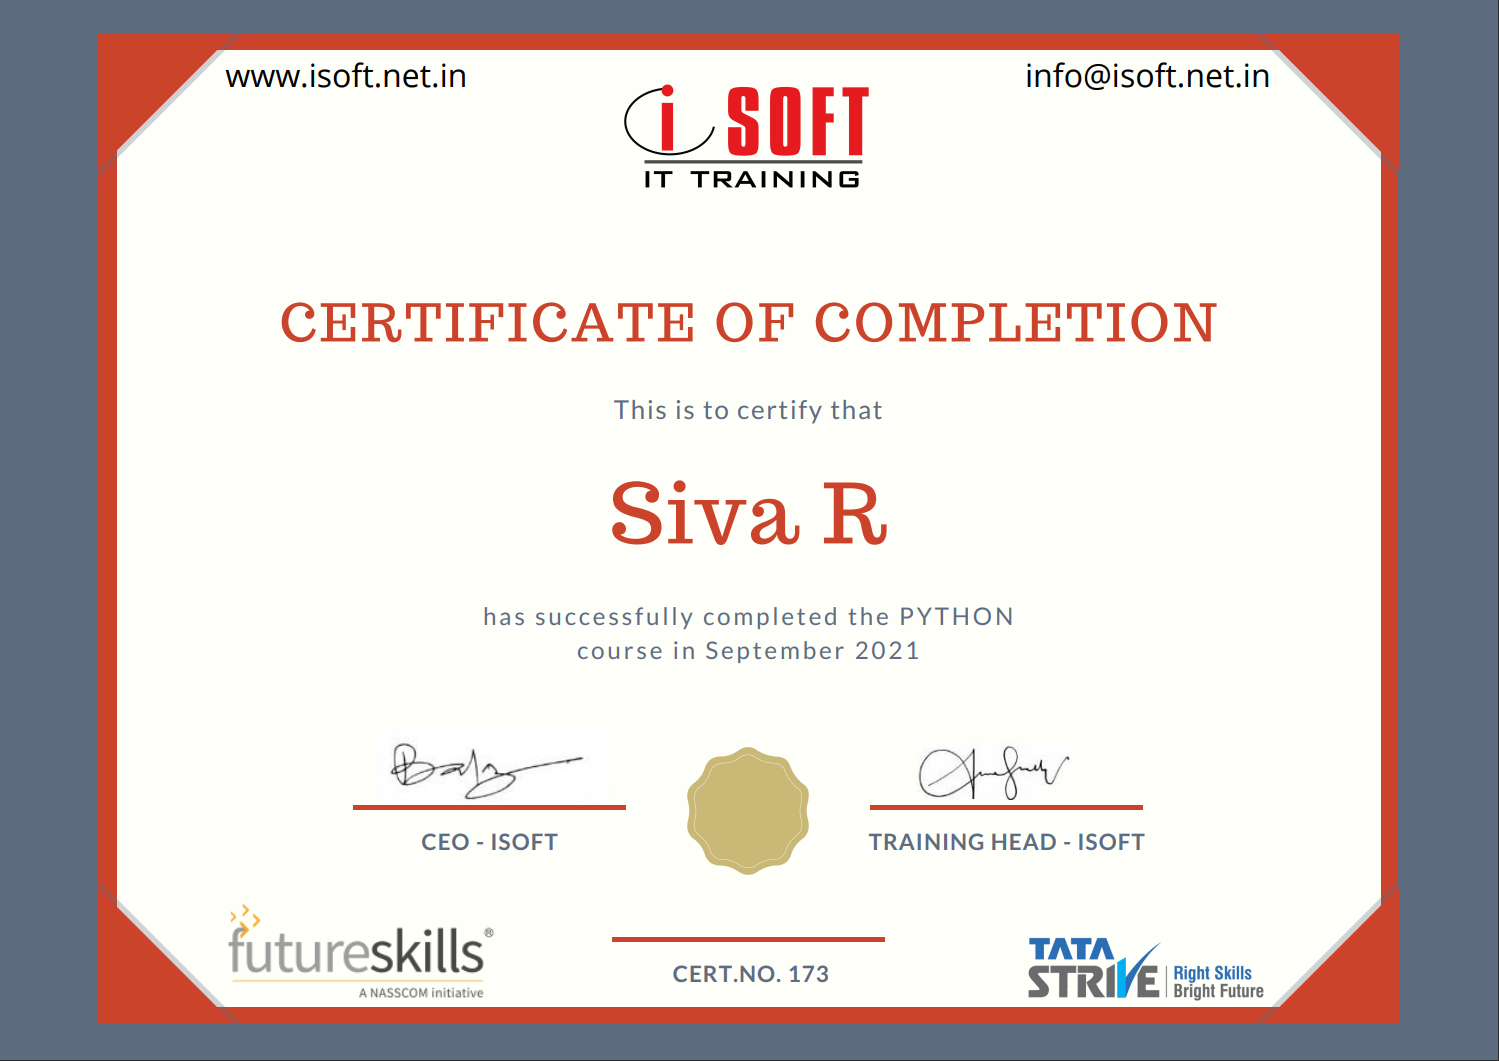 www.isoft.net.in
info@isoft.net.in
i SOFT
IT TRAINING
CERTIFICATE OF COMPLETION
This is to certify that
Siva R
has successfully completed the PYTHON
course in September 2021
CEO - ISOFT
TRAINING HEAD - ISOFT
futureskills®
A NASSCOM initiative
CERT.NO. 173
TATA
STRIVE
Right Skills
Bright Future